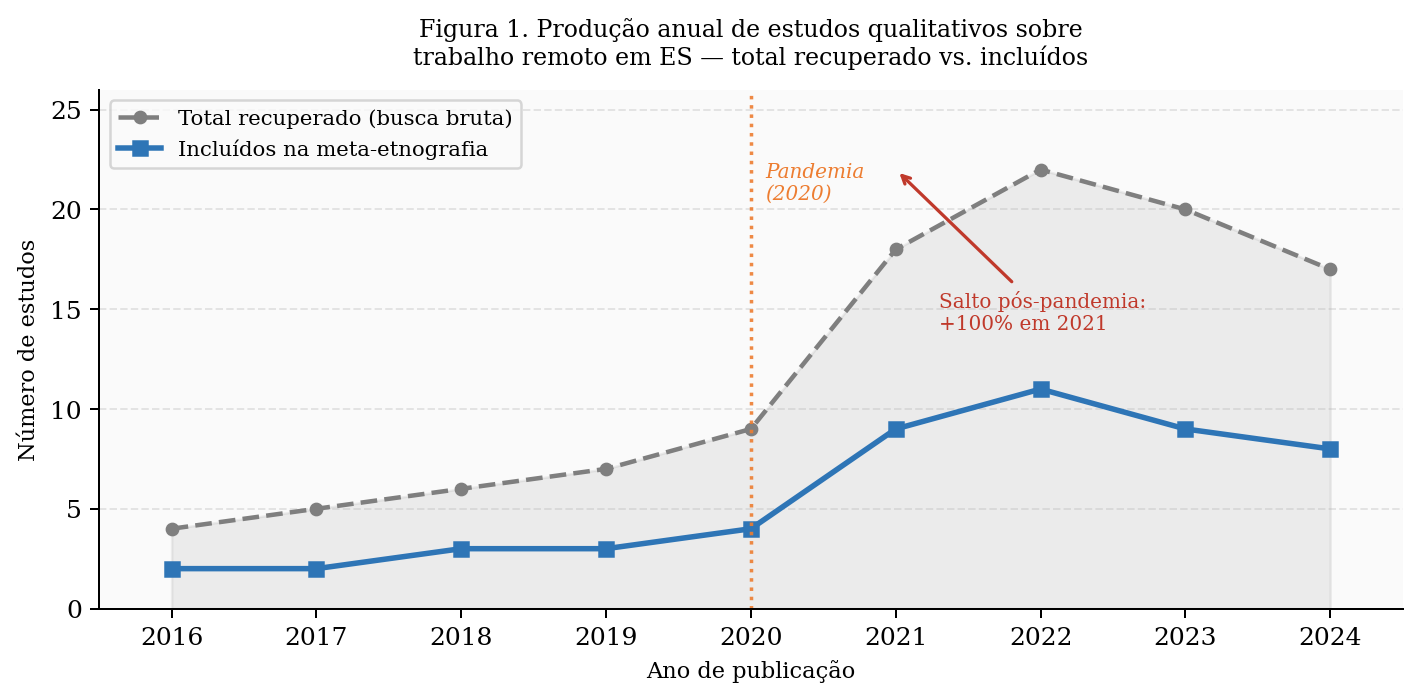 Figura 1. Produção anual de estudos qualitativos sobre
trabalho remoto em ES — total recuperado vs. incluídos
Total recuperado (busca bruta)
Incluídos na meta-etnografia
Pandemia
(2020)
Salto pós-pandemia:
+100% em 2021
Número de estudos
25
20
15
10
5
0
2016 2017 2018 2019 2020 2021 2022 2023 2024
Ano de publicação